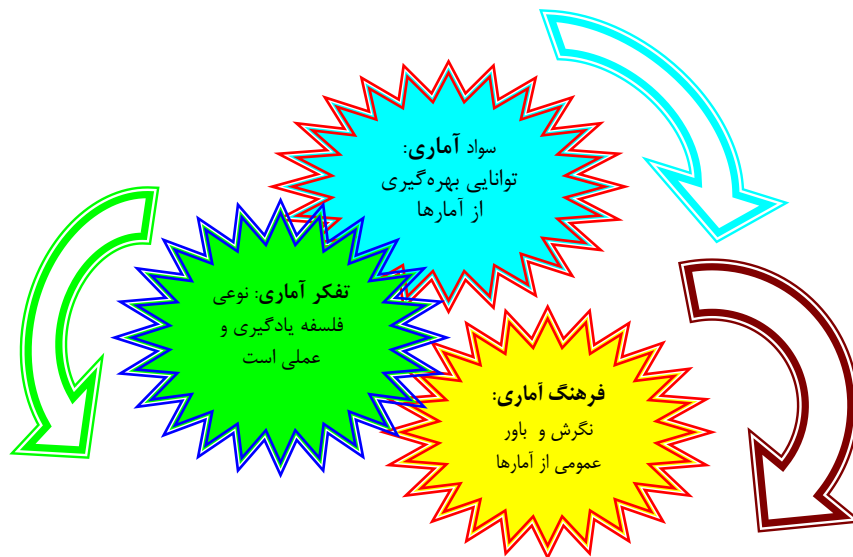 سواد آماری:
توانایی بهره‌گیری
از آمارها
تفکر آماری: نوعی
فلسفه یادگیری و
عملی است
فرهنگ آماری:
نگرش و باور
عمومی از آمارها